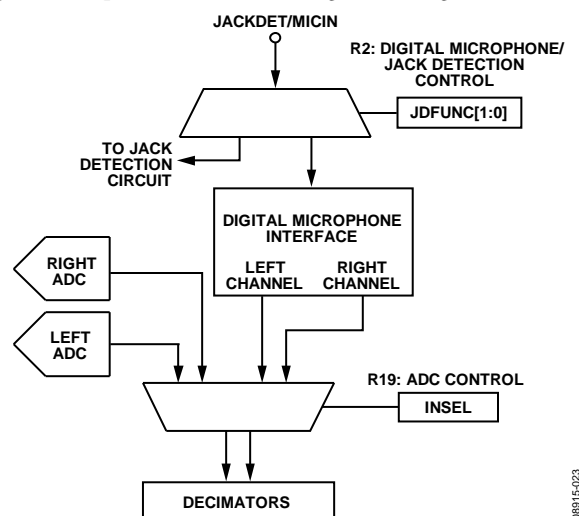 JACKDET/MICIN
R2: DIGITAL MICROPHONE/
JACK DETECTION
CONTROL
JDFUNC[1:0]
TO JACK
DETECTION
CIRCUIT
DIGITAL MICROPHONE
INTERFACE
LEFT
CHANNEL
RIGHT
CHANNEL
RIGHT
ADC
LEFT
ADC
R19: ADC CONTROL
INSEL
DECIMATORS
08915-023